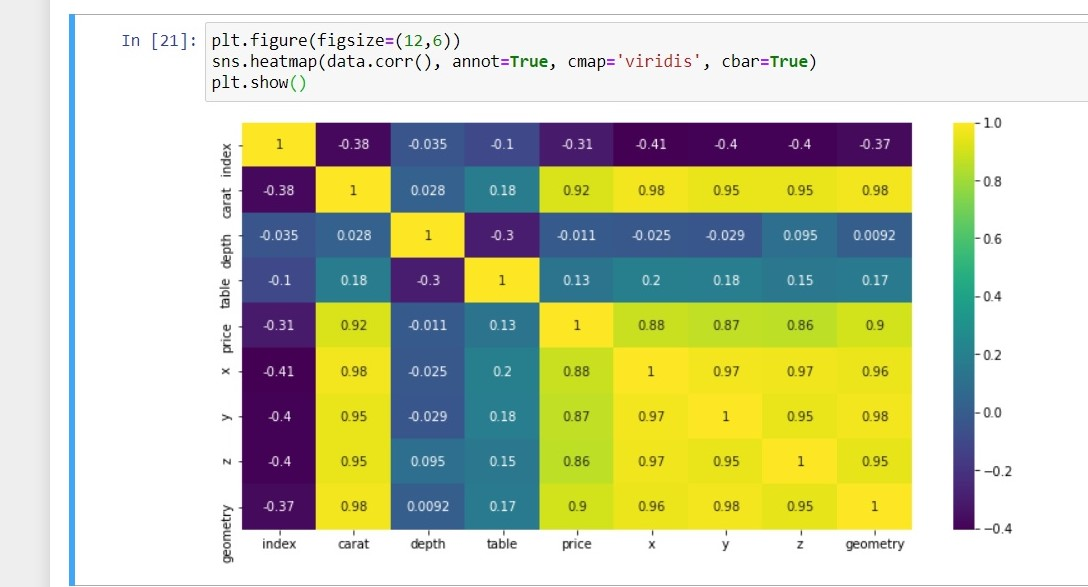 In [21]: plt.figure(figsize=(12,6))
sns.heatmap(data.corr(), annot=True, cmap='viridis', cbar=True)
plt.show()
index 1 -0.38 -0.035 -0.1 -0.31 -0.41 -0.4 -0.4 -0.37
carat -0.38 1 0.028 0.18 0.92 0.98 0.95 0.95 0.98
depth -0.035 0.028 1 -0.3 -0.011 -0.025 -0.029 0.095 0.0092
table -0.1 0.18 -0.3 1 0.13 0.2 0.18 0.15 0.17
price -0.31 0.92 -0.011 0.13 1 0.88 0.87 0.86 0.9
x -0.41 0.98 -0.025 0.2 0.88 1 0.97 0.97 0.96
y -0.4 0.95 -0.029 0.18 0.87 0.97 1 0.95 0.98
z -0.4 0.95 0.095 0.15 0.86 0.97 0.95 1 0.95
geometry -0.37 0.98 0.0092 0.17 0.9 0.96 0.98 0.95 1
index carat depth table price x y z geometry
1.0
0.8
0.6
0.4
0.2
0.0
−0.2
−0.4